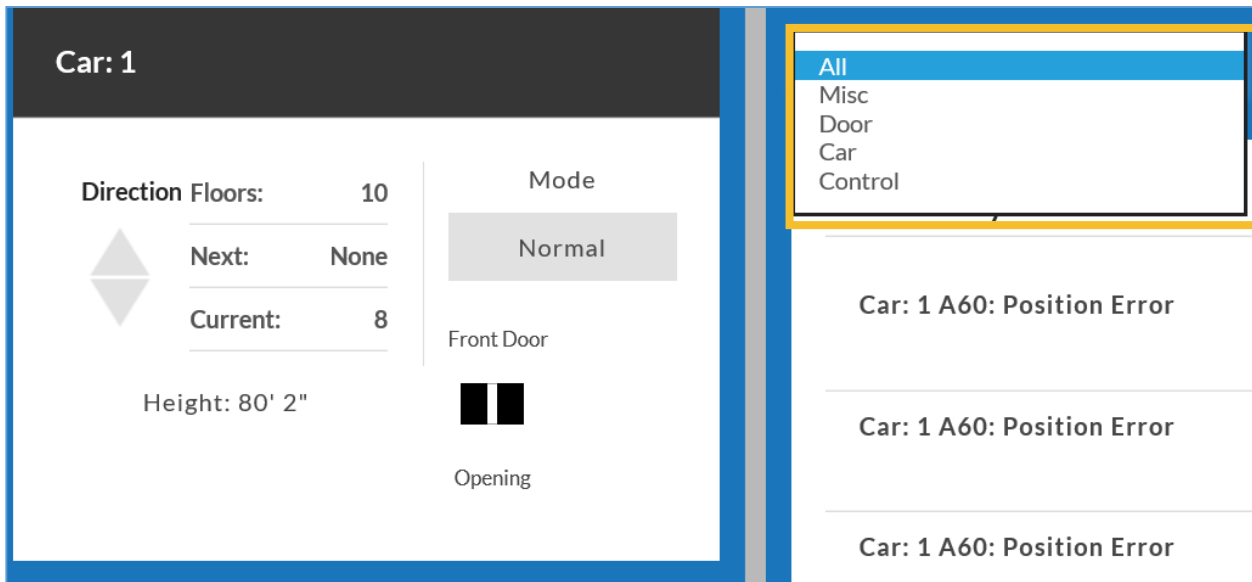 Car: 1
Direction
Floors: 10
Next: None
Current: 8
Height: 80' 2"
Mode
Normal
Front Door
Opening
All
Misc
Door
Car
Control
Car: 1 A60: Position Error
Car: 1 A60: Position Error
Car: 1 A60: Position Error